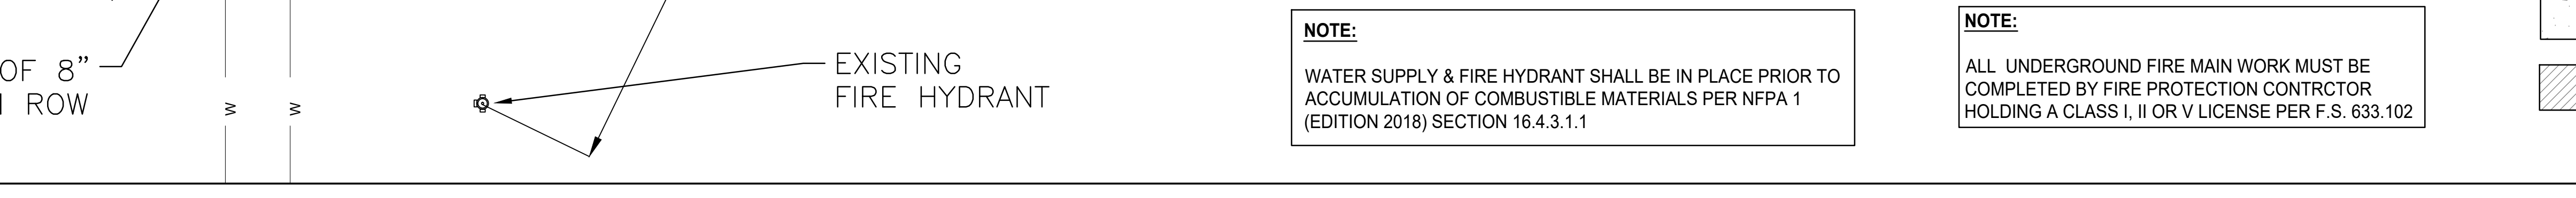 OF 8”
ROW
W
W
EXISTING
FIRE HYDRANT
NOTE:
WATER SUPPLY & FIRE HYDRANT SHALL BE IN PLACE PRIOR TO
ACCUMULATION OF COMBUSTIBLE MATERIALS PER NFPA 1
(EDITION 2018) SECTION 16.4.3.1.1
NOTE:
ALL UNDERGROUND FIRE MAIN WORK MUST BE
COMPLETED BY FIRE PROTECTION CONTRCTOR
HOLDING A CLASS I, II OR V LICENSE PER F.S. 633.102